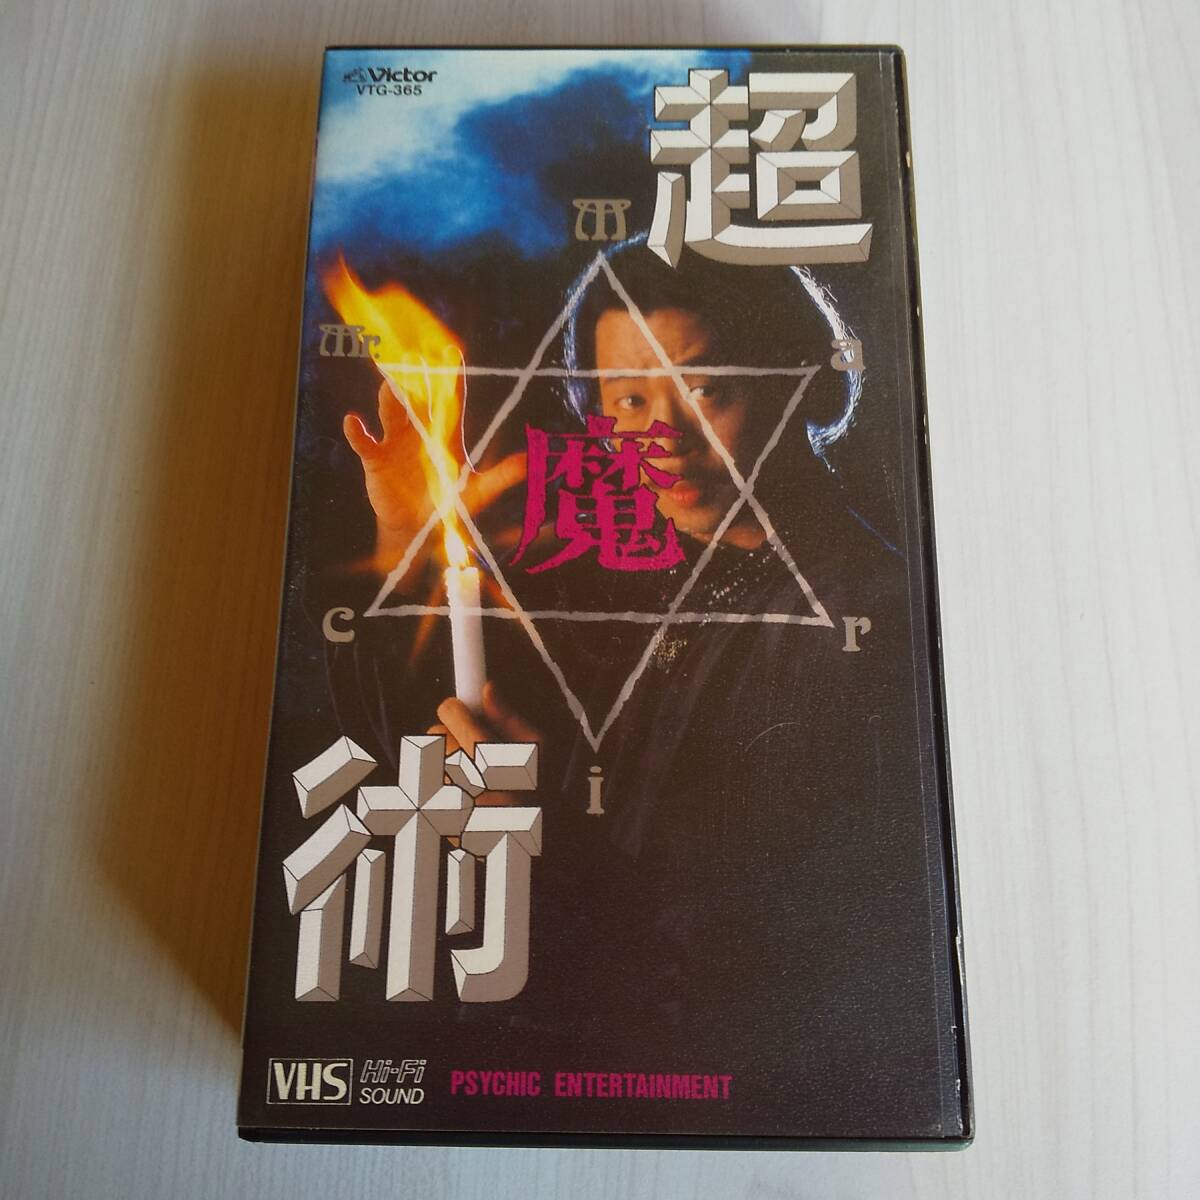 Victor
VTG-365
超
魔
術
Mr.
M
a
r
i
c
VHS Hi-Fi SOUND
PSYCHIC ENTERTAINMENT